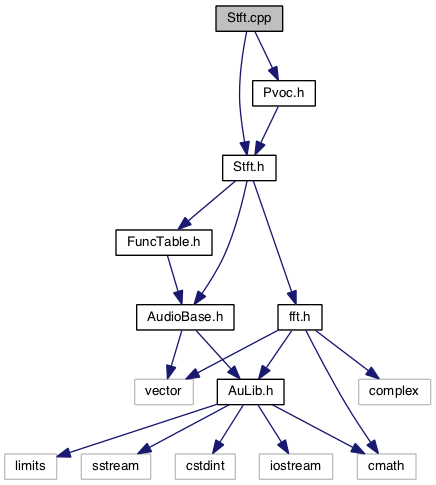 Stft.cpp
Pvoc.h
Stft.h
FuncTable.h
AudioBase.h
fft.h
vector
AuLib.h
complex
limits
sstream
cstdint
iostream
cmath